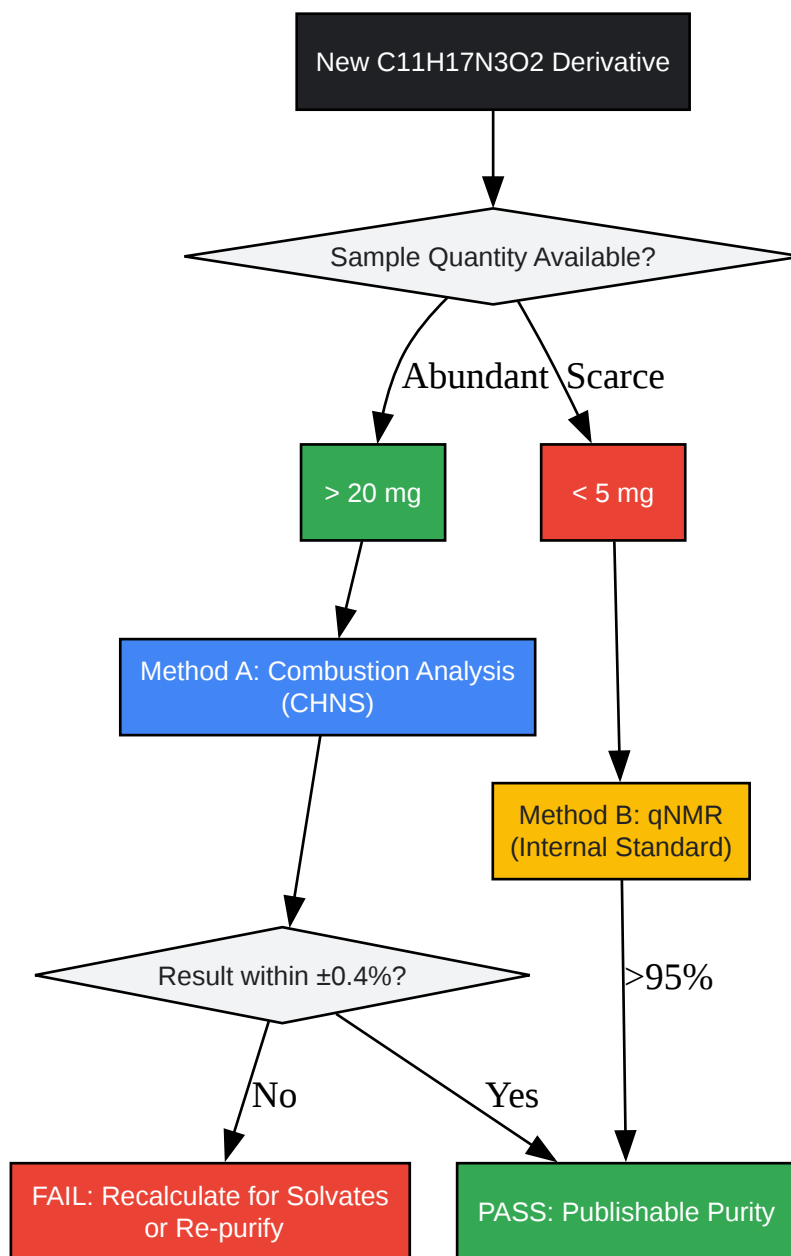 New C11H17N3O2 Derivative
Sample Quantity Available?
Abundant
Scarce
> 20 mg
< 5 mg
Method A: Combustion Analysis
(CHNS)
Method B: qNMR
(Internal Standard)
Result within ±0.4%?
>95%
No
Yes
FAIL: Recalculate for Solvates
or Re-purify
PASS: Publishable Purity